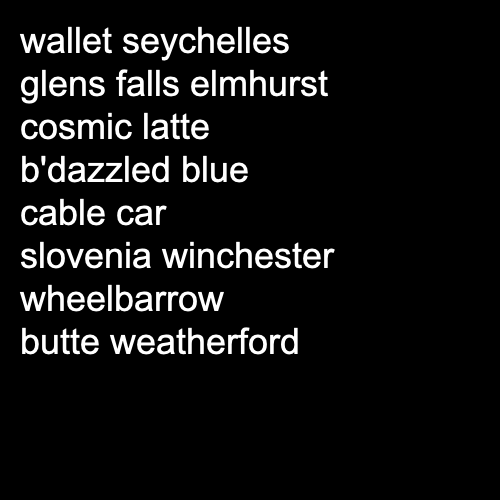 wallet seychelles
glens falls elmhurst
cosmic latte
b'dazzled blue
cable car
slovenia winchester
wheelbarrow
butte weatherford